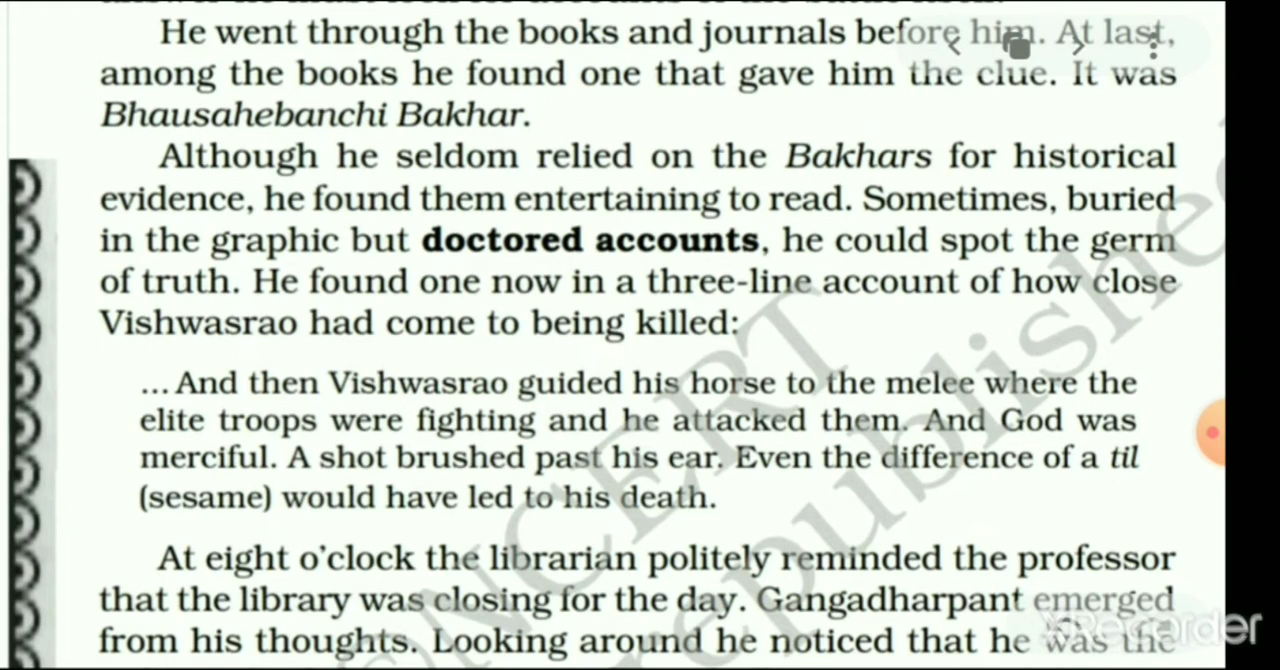 He went through the books and journals before him. At last,
among the books he found one that gave him the clue. It was
Bhausahebanchi Bakhar.
Although he seldom relied on the Bakhars for historical
evidence, he found them entertaining to read. Sometimes, buried
in the graphic but doctored accounts, he could spot the germ
of truth. He found one now in a three-line account of how close
Vishwasrao had come to being killed:
... And then Vishwasrao guided his horse to the melee where the
elite troops were fighting and he attacked them. And God was
merciful. A shot brushed past his ear. Even the difference of a til
(sesame) would have led to his death.
At eight o'clock the librarian politely reminded the professor
that the library was closing for the day. Gangadharpant emerged
from his thoughts. Looking around he noticed that he was the
NCERT
republished
XRecorder